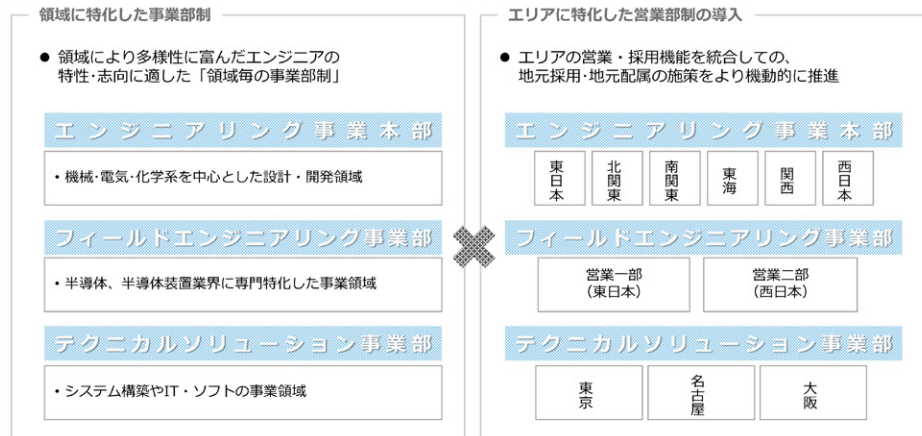 領域に特化した事業部制
● 領域により多様性に富んだエンジニアの
特性・志向に適した「領域毎の事業部制」
エンジニアリング事業本部
・機械・電気・化学系を中心とした設計・開発領域
フィールドエンジニアリング事業部
・半導体、半導体装置業界に専門特化した事業領域
テクニカルソリューション事業部
・システム構築やIT・ソフトの事業領域
エリアに特化した営業部制の導入
● エリアの営業・採用機能を統合しての、
地元採用・地元配属の施策をより機動的に推進
エンジニアリング事業本部
東日本
北関東
南関東
東海
関西
西日本
フィールドエンジニアリング事業部
営業一部
（東日本）
営業二部
（西日本）
テクニカルソリューション事業部
東京
名古屋
大阪